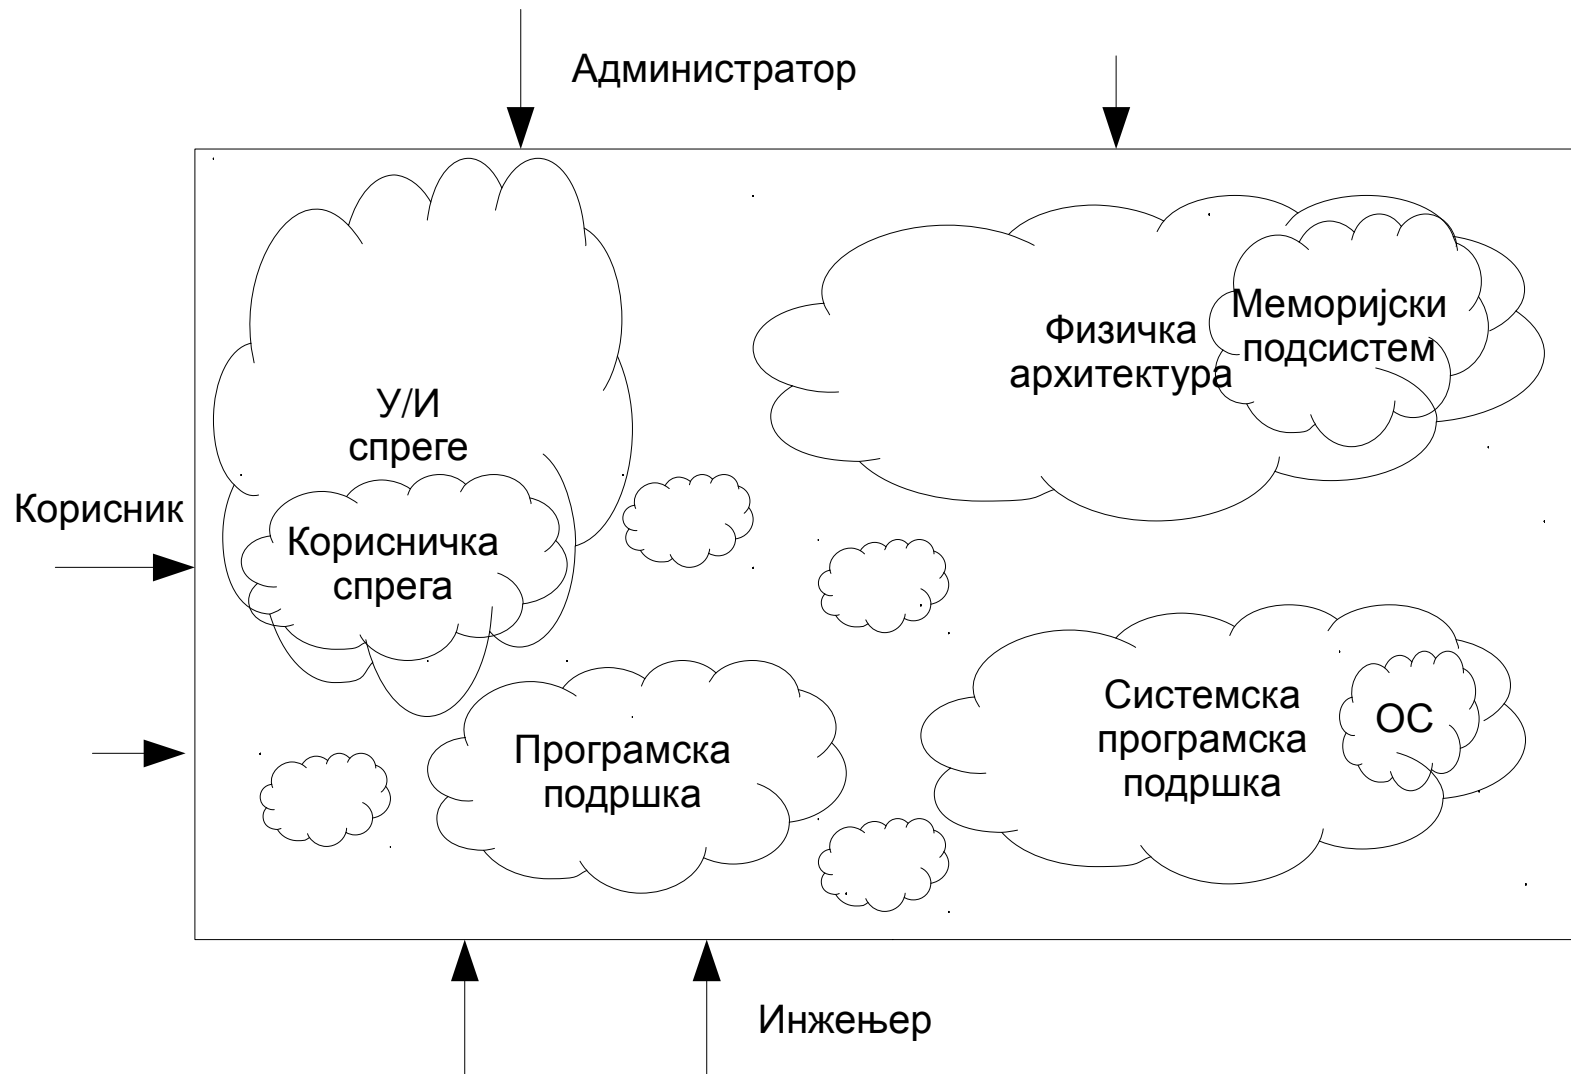 Администратор
Меморијски
подсистем
Физичка
архитектура
У/И
спреге
Корисник
Корисничка
спрега
Системска
програмска
подршка
ОС
Програмска
подршка
Инжењер